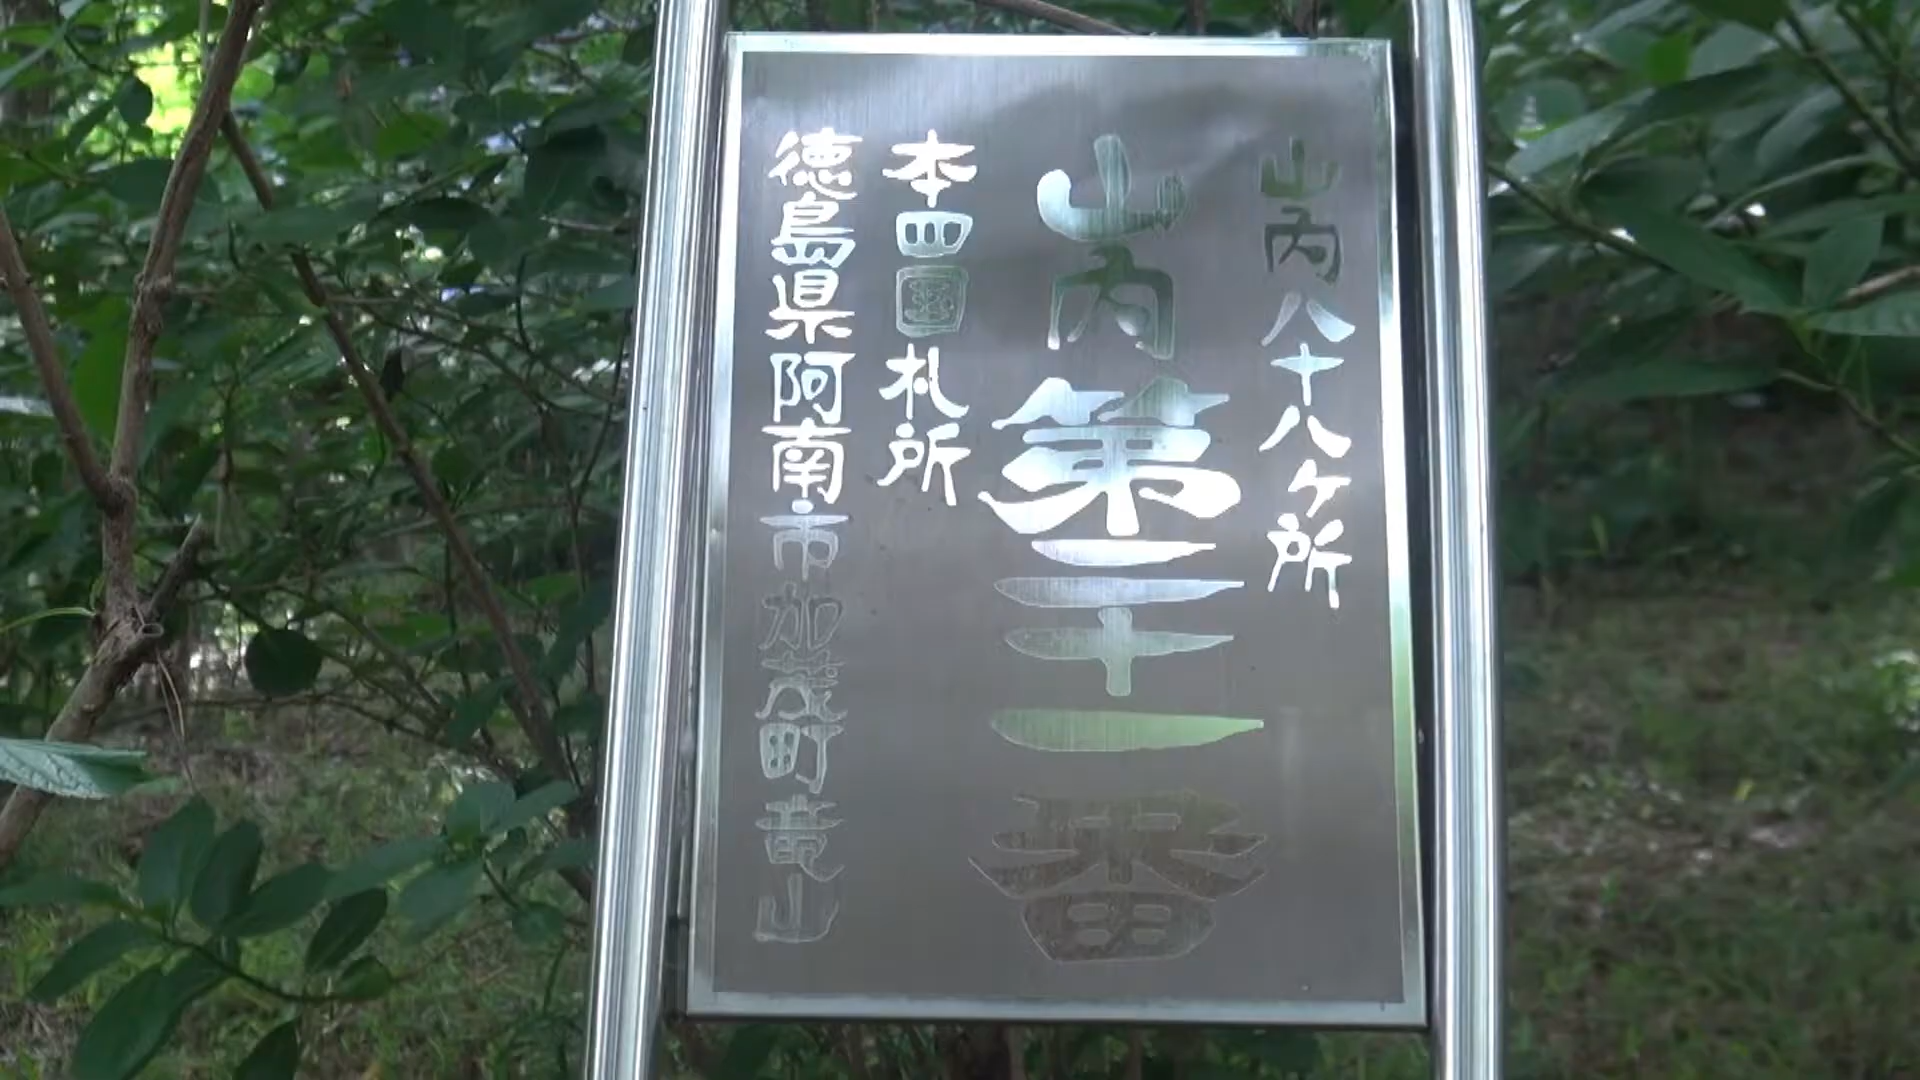 山内八十八ヶ所
山内第二十一番
本四国札所
徳島県阿南市加茂町竜山